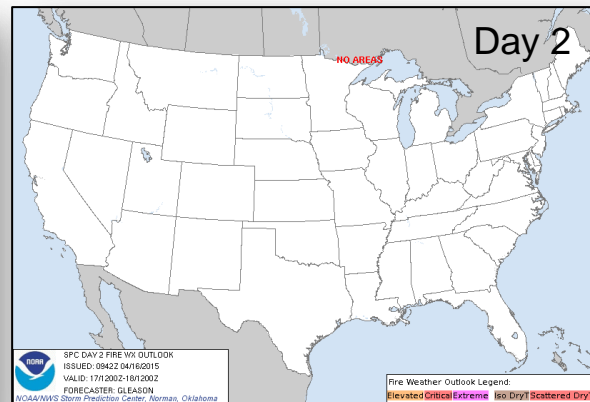 Day 2
NO AREAS
NOAA
SPC DAY 2 FIRE WX OUTLOOK
ISSUED: 0942Z 04/16/2015
VALID: 17/1200Z-18/1200Z
FORECASTER: GLEASON
NOAA/NWS Storm Prediction Center, Norman, Oklahoma
Fire Weather Outlook Legend:
Elevated Critical Extreme Iso DryT Scattered Dry